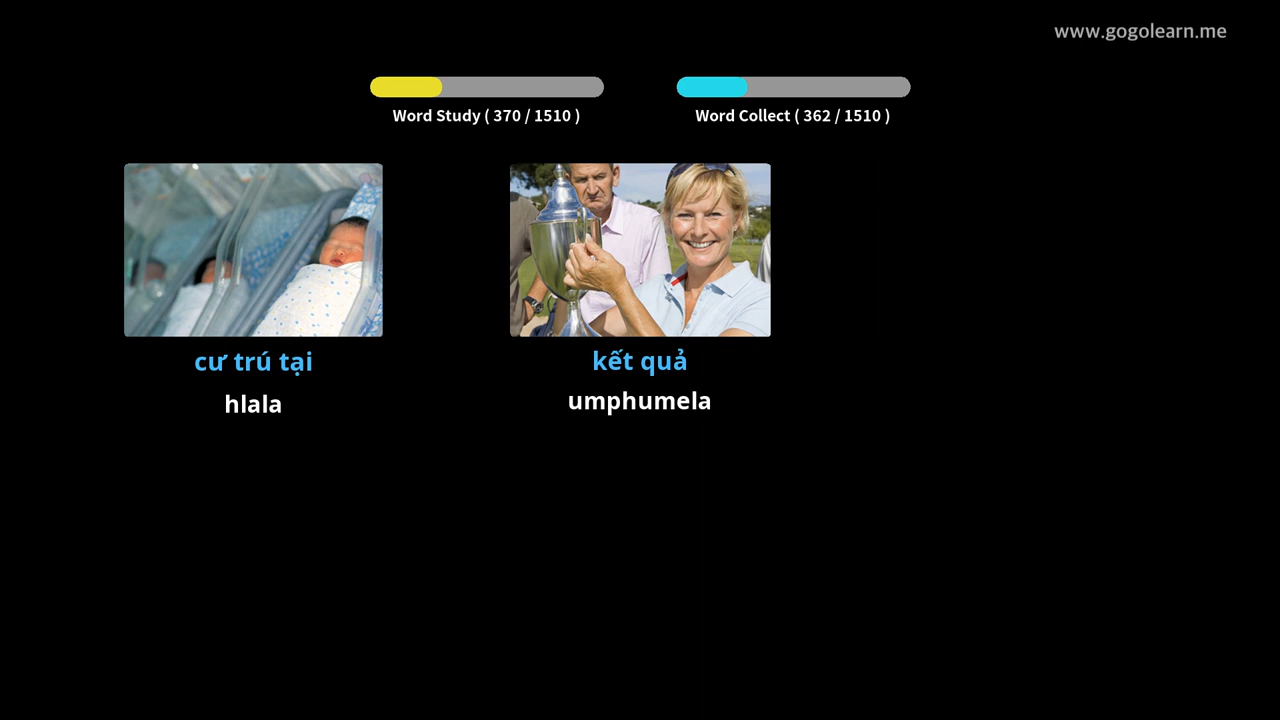 www.gogolearn.me
Word Study ( 370 / 1510 )
Word Collect ( 362 / 1510 )
cư trú tại
hlala
kết quả
umphumela